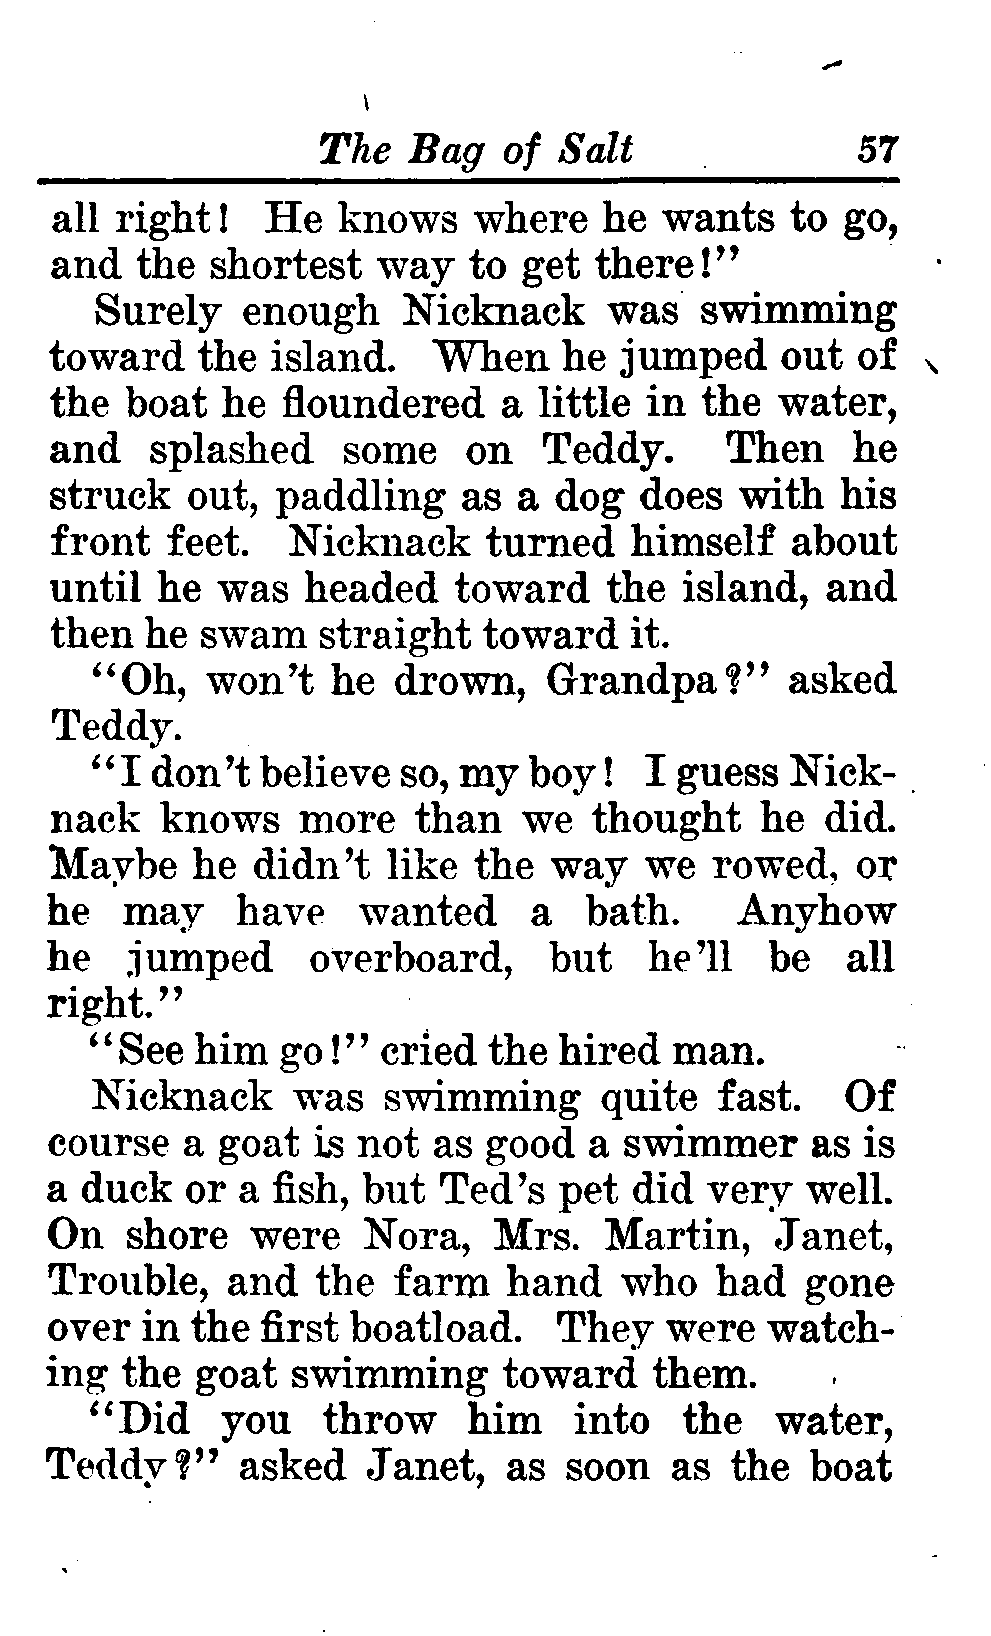 The Bag of Salt 57
all right! He knows where he wants to go,
and the shortest way to get there!"
Surely enough Nicknack was swimming
toward the island. When he jumped out of
the boat he floundered a little in the water,
and splashed some on Teddy. Then he
struck out, paddling as a dog does with his
front feet. Nicknack turned himself about
until he was headed toward the island, and
then he swam straight toward it.
"Oh, won't he drown, Grandpa?" asked
Teddy.
"I don't believe so, my boy! I guess Nick-
nack knows more than we thought he did.
Maybe he didn't like the way we rowed, or
he may have wanted a bath. Anyhow
he jumped overboard, but he'll be all
right."
"See him go!" cried the hired man.
Nicknack was swimming quite fast. Of
course a goat is not as good a swimmer as is
a duck or a fish, but Ted's pet did very well.
On shore were Nora, Mrs. Martin, Janet,
Trouble, and the farm hand who had gone
over in the first boatload. They were watch-
ing the goat swimming toward them.
"Did you throw him into the water,
Teddy?" asked Janet, as soon as the boat